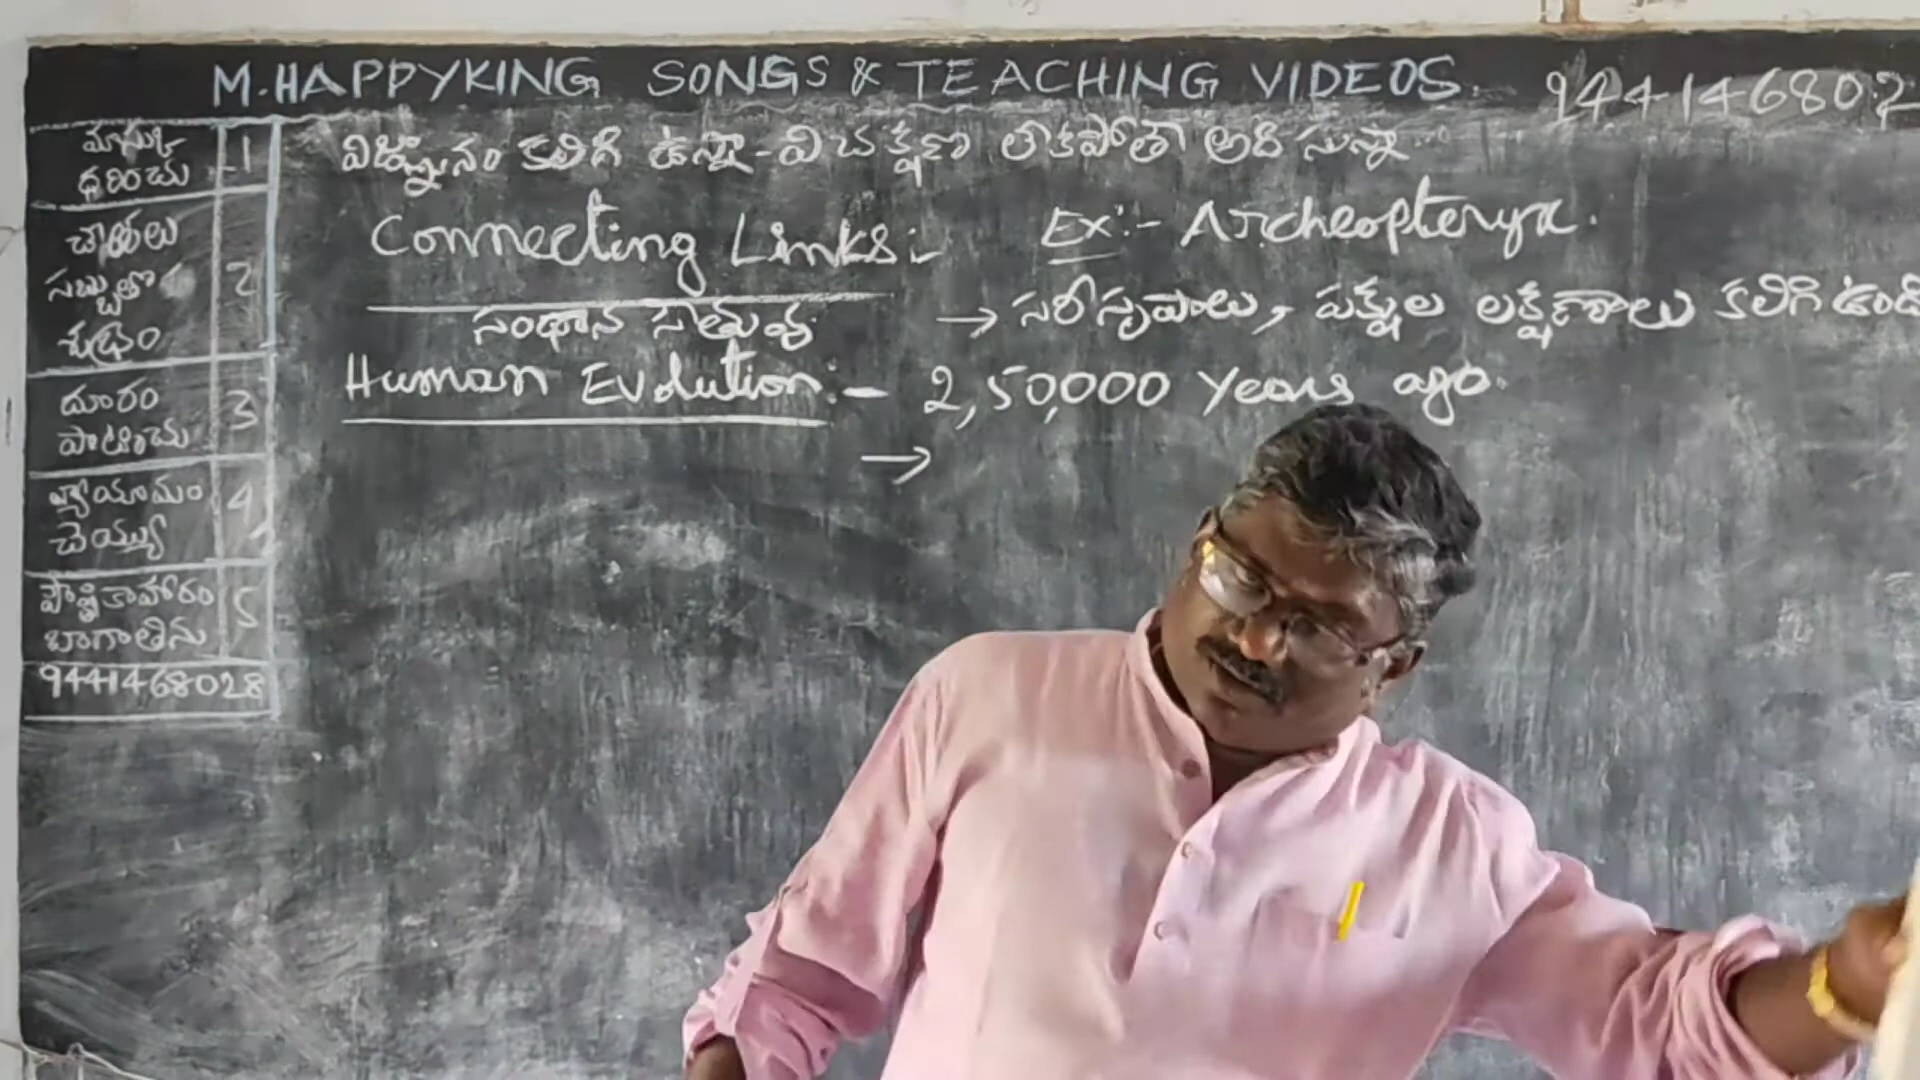 M. HAPPYKING SONGS & TEACHING VIDEOS. 944146802
విజ్ఞానం కలిగి ఉన్నా - విచక్షణ లేకపోతే అది సున్నా
Connecting Links:- Ex:- Archeopteryx.
సంధాన సేతువు → సరీసృపాలు, పక్షుల లక్షణాలు కలిగి ఉంది
Human Evolution:- 2,50,000 Years ago.
→
మాస్కు
ధరించు 1
చేతులు
సబ్బుతో 2
శుభ్రం
దూరం
పాటించు 3
వ్యాయామం
చెయ్యు 4
పౌష్టికాహారం
బాగా తిను 5
9441468028